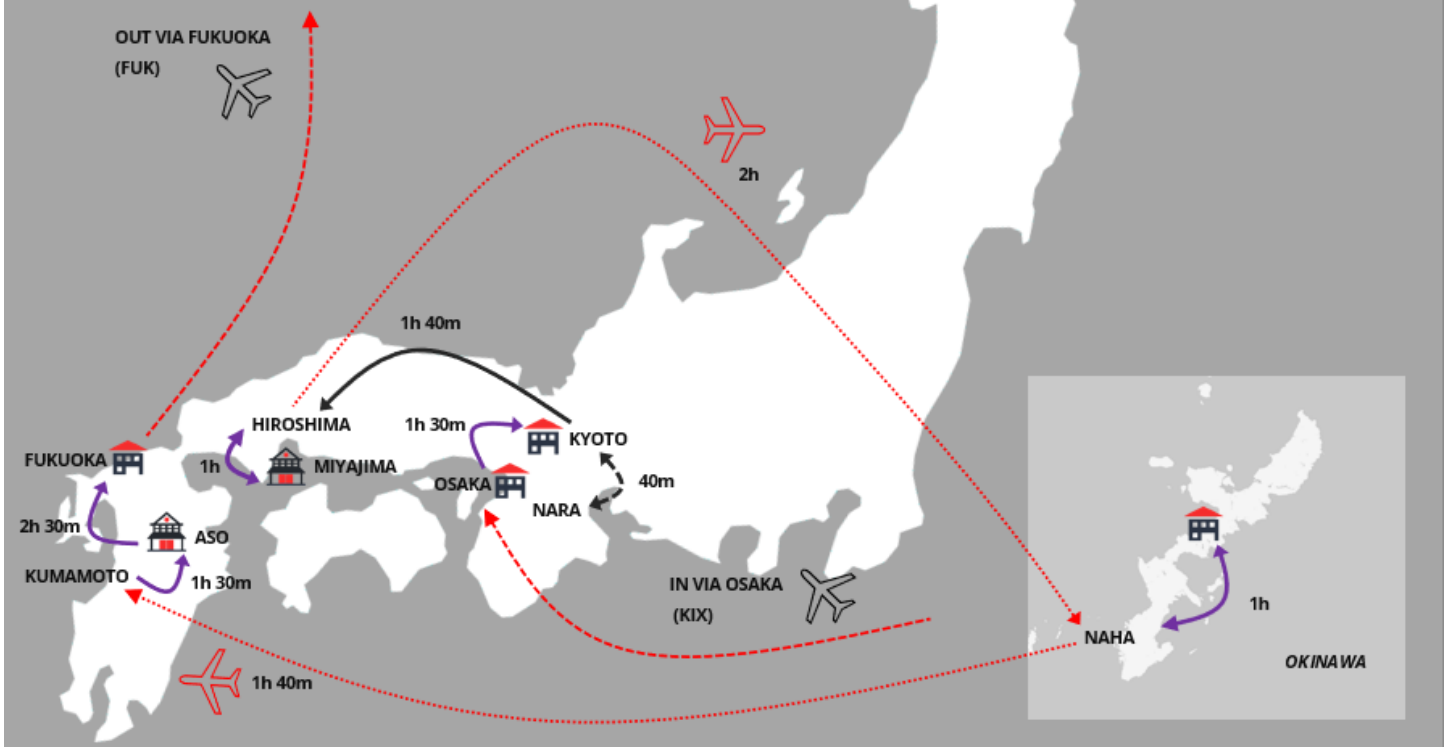 OUT VIA FUKUOKA
(FUK)
2h
1h 40m
HIROSHIMA
1h 30m
KYOTO
FUKUOKA
1h
MIYAJIMA
OSAKA
40m
NARA
2h 30m
ASO
KUMAMOTO
1h 30m
IN VIA OSAKA
(KIX)
1h
NAHA
OKINAWA
1h 40m